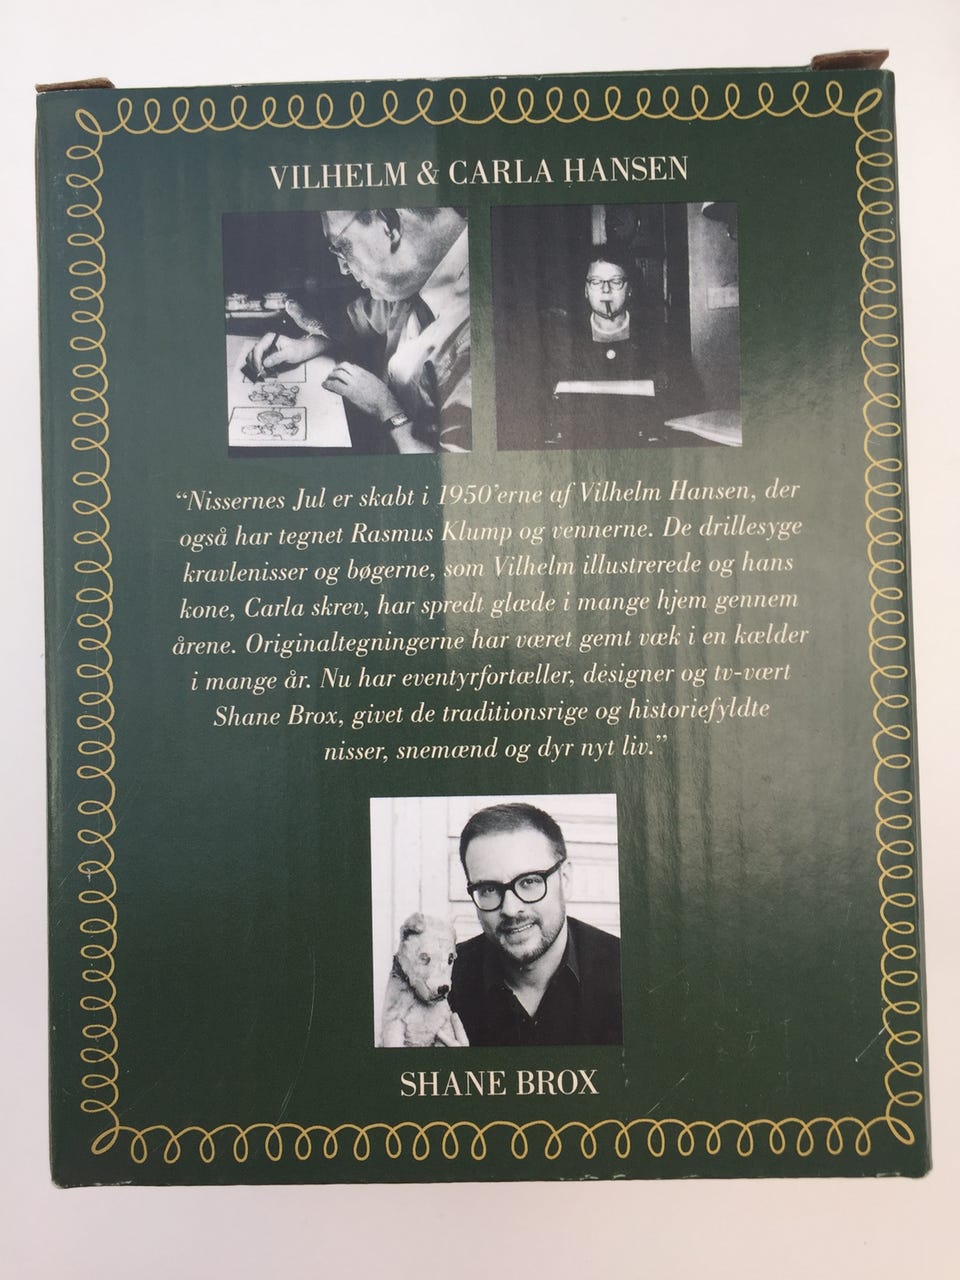 VILHELM & CARLA HANSEN
“Nissernes Jul er skabt i 1950’erne af Vilhelm Hansen, der
også har tegnet Rasmus Klump og vennerne. De drillesyge
kravlenisser og bøgerne, som Vilhelm illustrerede og hans
kone, Carla skrev, har spredt glæde i mange hjem gennem
årene. Originaltegningerne har været gemt væk i en kælder
i mange år. Nu har eventyrfortæller, designer og tv-vært
Shane Brox, givet de traditionsrige og historiefyldte
nisser, snemænd og dyr nyt liv.”
SHANE BROX